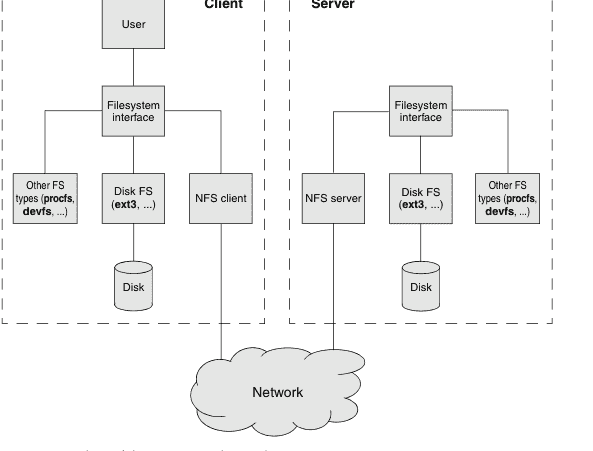 Client
Server
User
Filesystem
interface
Filesystem
interface
Other FS
types (procfs,
devfs, ...)
Disk FS
(ext3, ...)
NFS client
NFS server
Disk FS
(ext3, ...)
Other FS
types (procfs,
devfs, ...)
Disk
Disk
Network